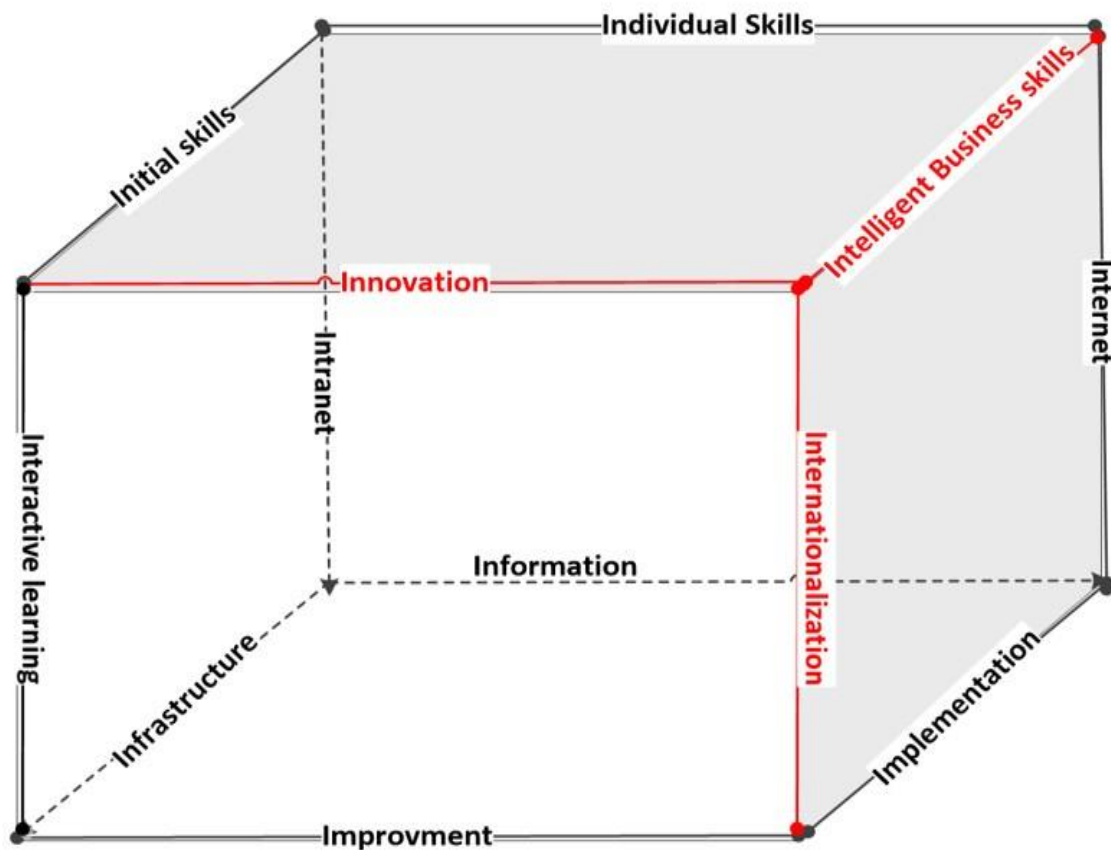 Individual Skills
Initial skills
Intelligent Business skills
Innovation
Intranet
Internet
Interactive learning
Internationalization
Information
Infrastructure
Implementation
Improvment